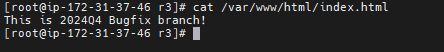 [root@ip-172-31-37-46 r3]# cat /var/www/html/index.html
This is 2024Q4 Bugfix branch!
[root@ip-172-31-37-46 r3]#